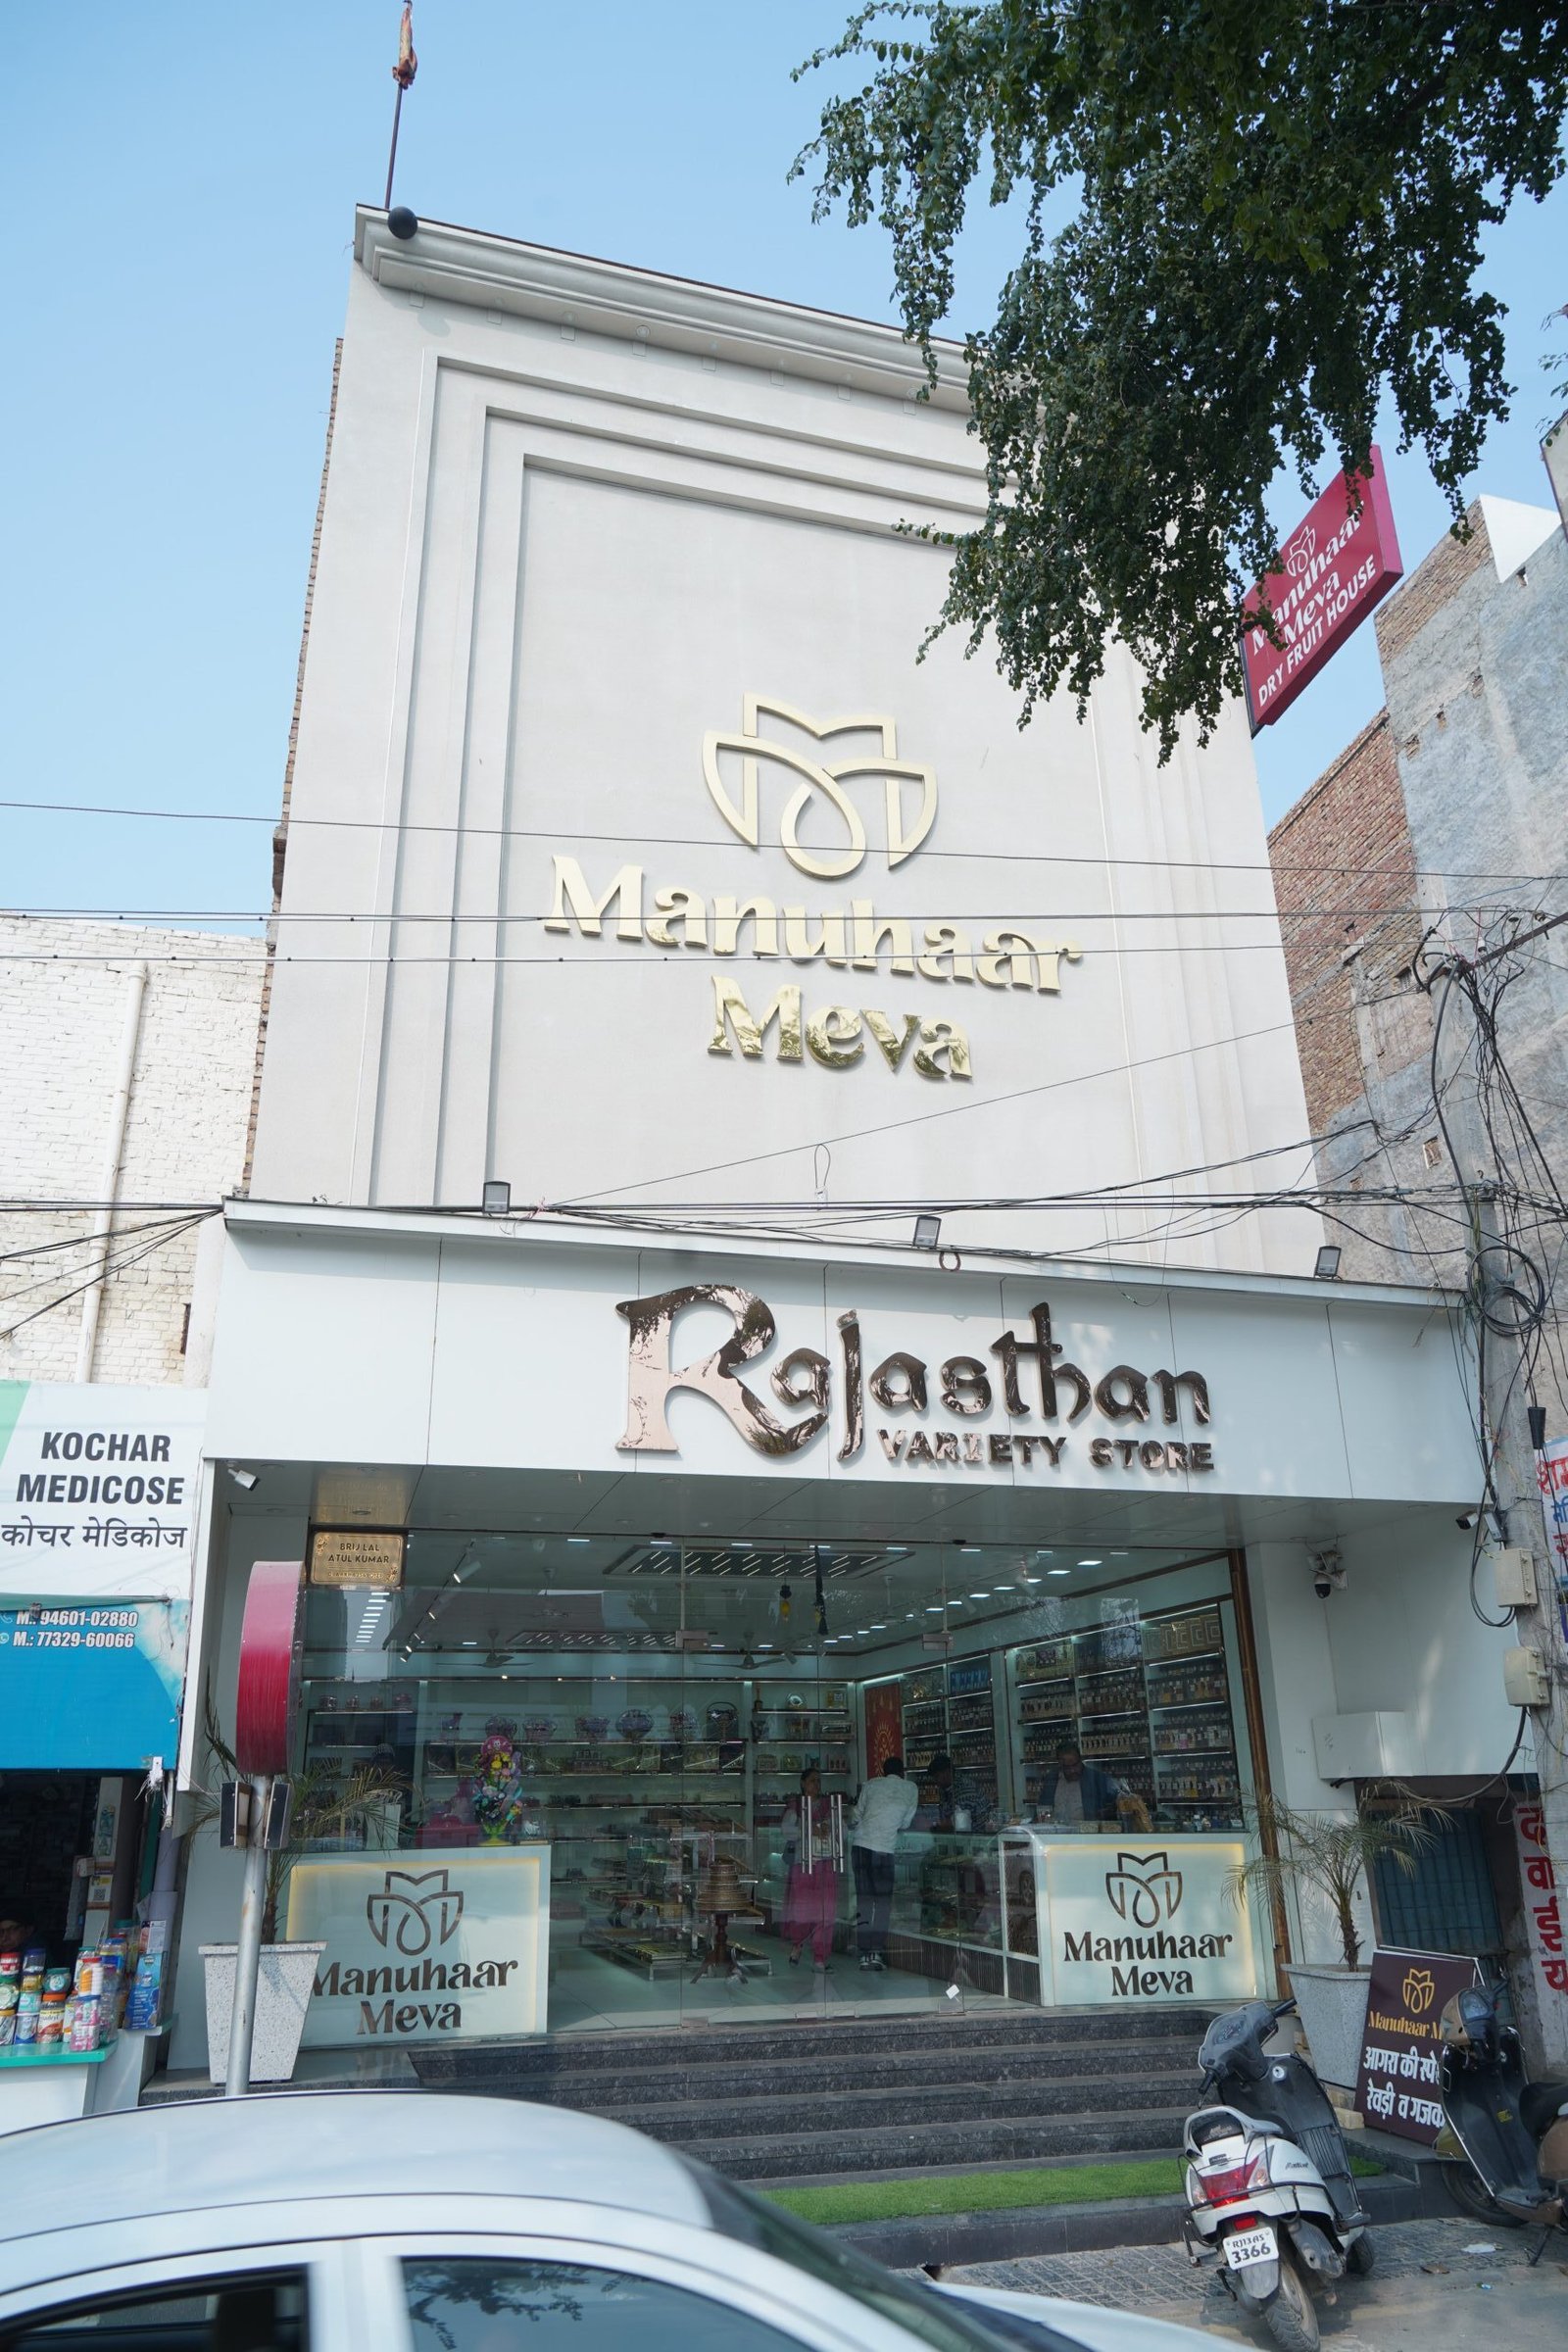 Manuhaar
Meva
DRY FRUIT HOUSE
Manuhaar
Meva
Rajasthan
VARIETY STORE
KOCHAR
MEDICOSE
कोचर मेडिकोज
M.: 94601-02880
M.: 77329-60066
BRIJ LAL
ATUL KUMAR
Manuhaar
Meva
Manuhaar
Meva
Manuhaar M
आगरा की स्पे
रेवड़ी व गजक
RJ13AS
3366